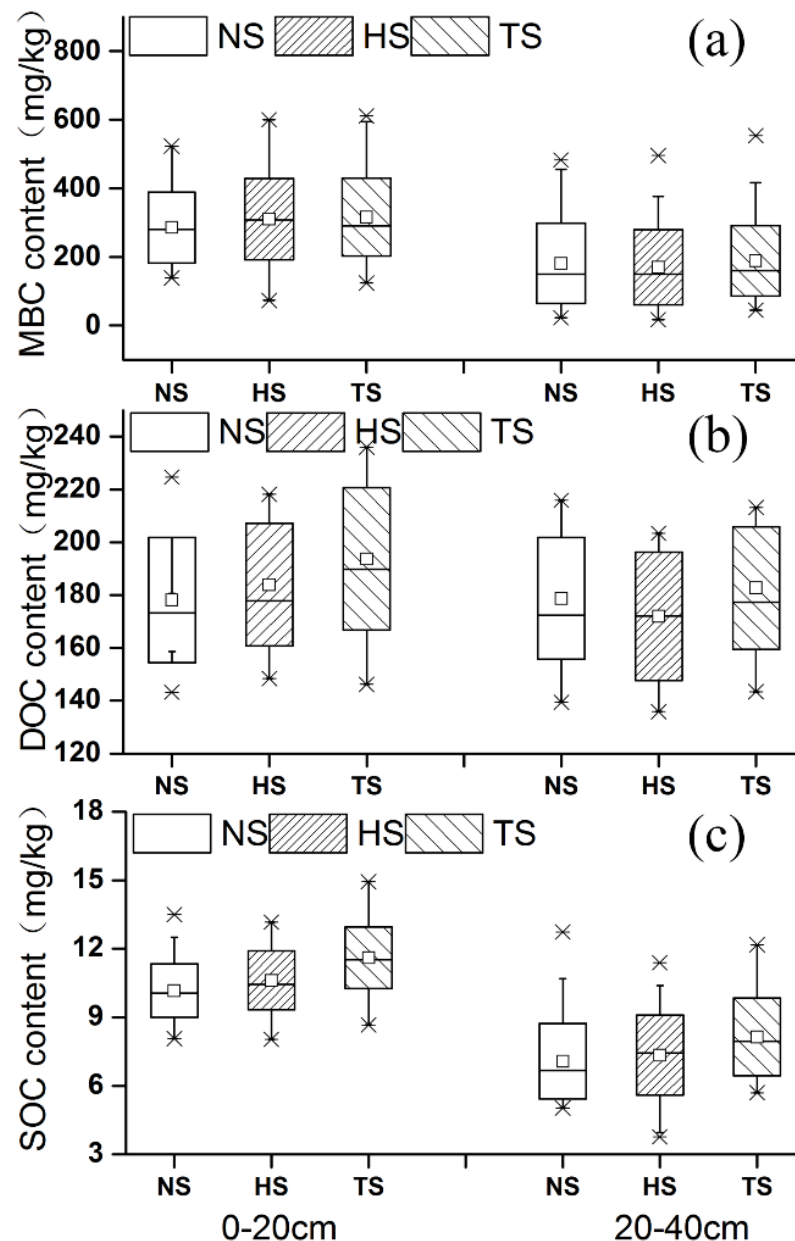 NS HS TS (a)
MBC content（mg/kg）
800
600
400
200
0
NS HS TS NS HS TS
NS HS TS (b)
DOC content（mg/kg）
240
220
200
180
160
140
120
NS HS TS NS HS TS
NS HS TS (c)
SOC content（mg/kg）
18
15
12
9
6
3
NS HS TS NS HS TS
0-20cm 20-40cm